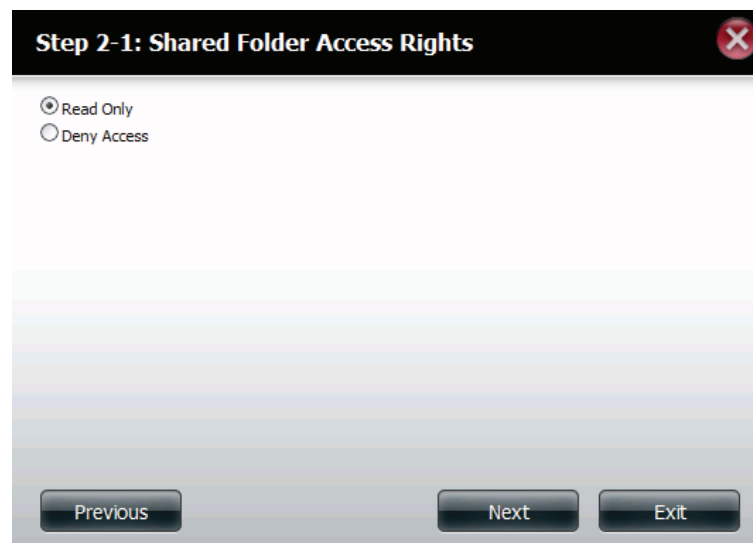 Step 2-1: Shared Folder Access Rights
Read Only
Deny Access
Previous Next Exit